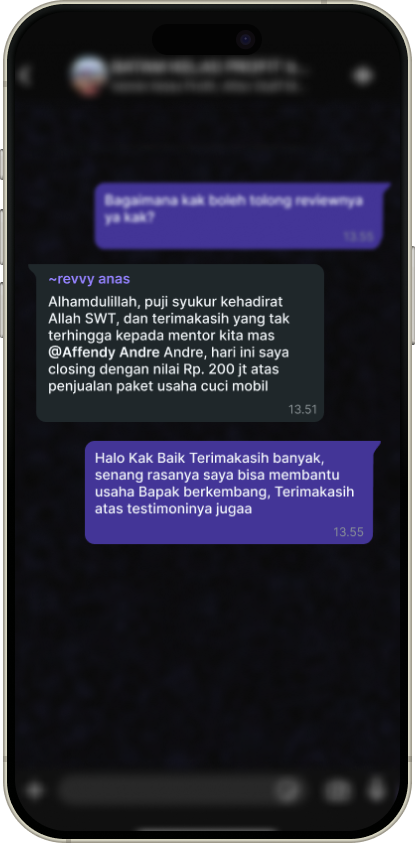 Bagaimana kak boleh tolong reviewnya
ya kak?
13.55
~revvy anas
Alhamdulillah, puji syukur kehadirat
Allah SWT, dan terimakasih yang tak
terhingga kepada mentor kita mas
@Affendy Andre Andre, hari ini saya
closing dengan nilai Rp. 200 jt atas
penjualan paket usaha cuci mobil
13.51
Halo Kak Baik Terimakasih banyak,
senang rasanya saya bisa membantu
usaha Bapak berkembang, Terimakasih
atas testimoninya jugaa
13.55